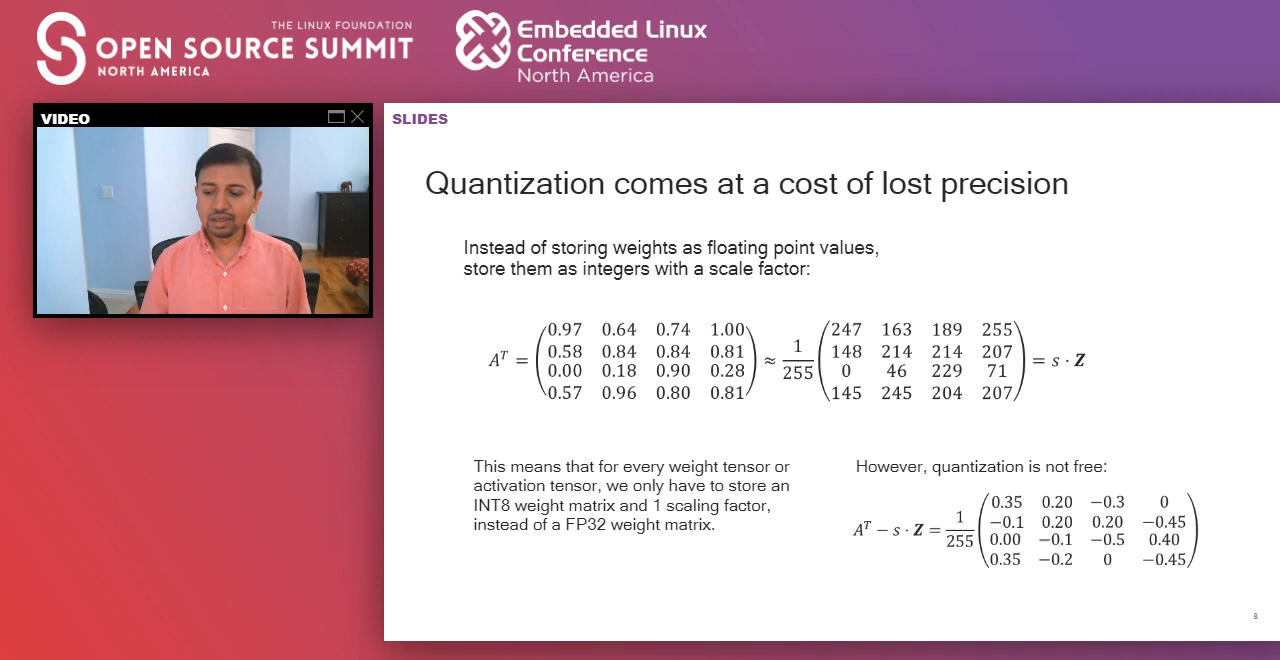 THE LINUX FOUNDATION
OPEN SOURCE SUMMIT
NORTH AMERICA
Embedded Linux
Conference
North America
VIDEO
SLIDES
Quantization comes at a cost of lost precision
Instead of storing weights as floating point values,
store them as integers with a scale factor:
0.97 0.64 0.74 1.00 247 163 189 255
A^T = 0.58 0.84 0.84 0.81 ≈ 1/255 148 214 214 207 = s · Z
0.00 0.18 0.90 0.28 0 46 229 71
0.57 0.96 0.80 0.81 145 245 204 207
This means that for every weight tensor or
activation tensor, we only have to store an
INT8 weight matrix and 1 scaling factor,
instead of a FP32 weight matrix.
However, quantization is not free:
0.35 0.20 −0.3 0
A^T − s · Z = 1/255 −0.1 0.20 0.20 −0.45
0.00 −0.1 −0.5 0.40
0.35 −0.2 0 −0.45
8